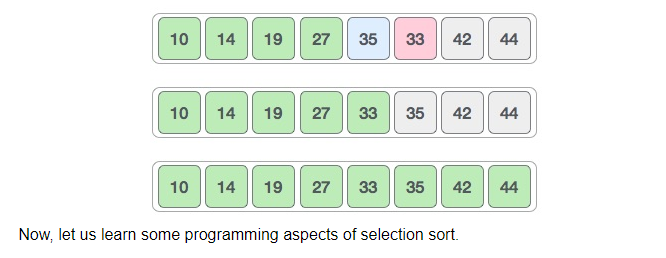 10 14 19 27 35 33 42 44
10 14 19 27 33 35 42 44
10 14 19 27 33 35 42 44
Now, let us learn some programming aspects of selection sort.